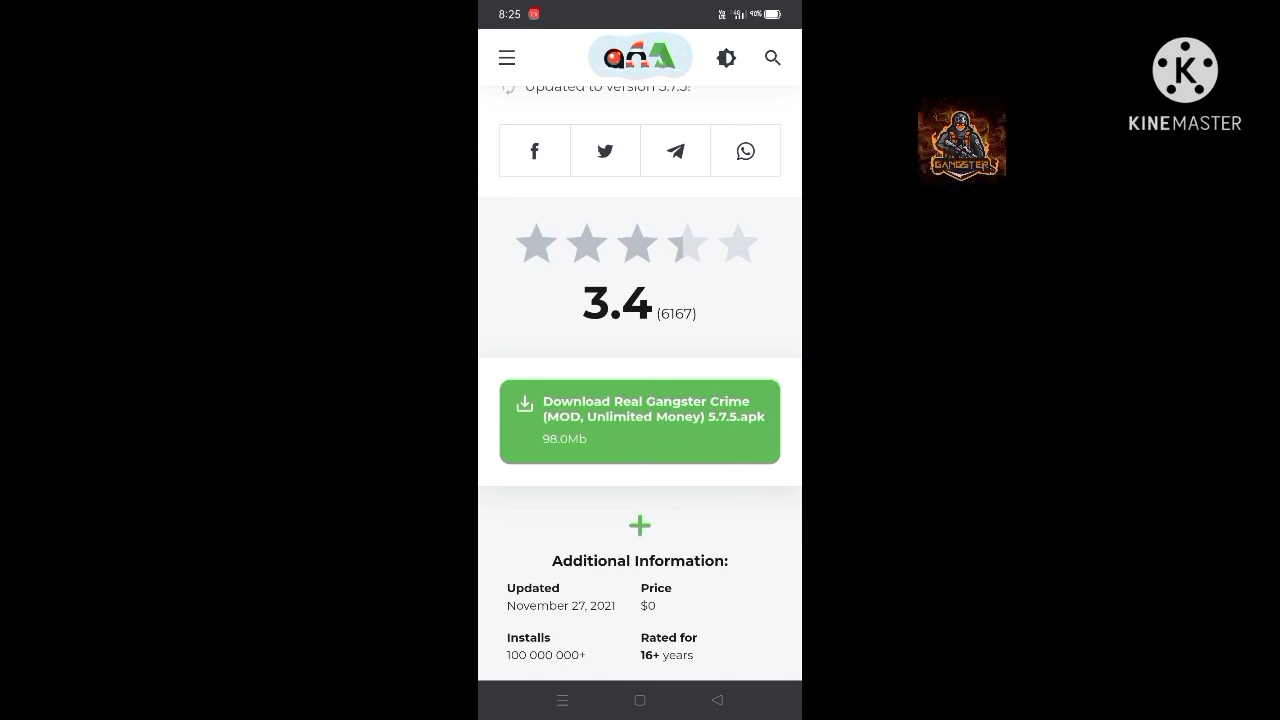 8:25
90%
Updated to version 5.7.5!
3.4 (6167)
Download Real Gangster Crime
(MOD, Unlimited Money) 5.7.5.apk
98.0Mb
Additional Information:
Updated Price
November 27, 2021 $0
Installs Rated for
100 000 000+ 16+ years
GANGSTER
K
KINEMASTER